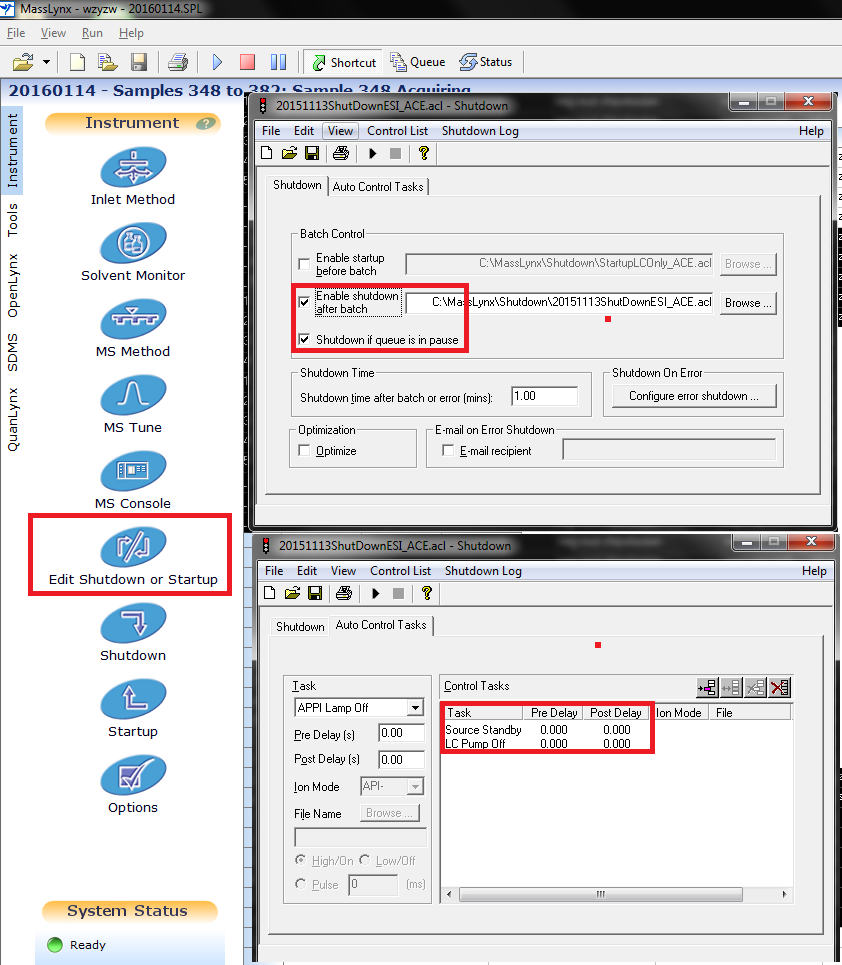 MassLynx - wzyzw - 20160114.SPL
File View Run Help
Shortcut Queue Status
20160114 - Samples 348 to 382: Sample 348 Acquiring
Instrument
Tools
OpenLynx
SDMS
QuanLynx
Instrument ?
Inlet Method
Solvent Monitor
MS Method
MS Tune
MS Console
Edit Shutdown or Startup
Shutdown
Startup
Options
System Status
Ready
20151113ShutDownESI_ACE.acl - Shutdown
File Edit View Control List Shutdown Log Help
Shutdown Auto Control Tasks
Batch Control
Enable startup
before batch
C:\MassLynx\Shutdown\StartupLCOnly_ACE.acl
Browse ...
Enable shutdown
after batch
C:\MassLynx\Shutdown\20151113ShutDownESI_ACE.acl
Browse ...
Shutdown if queue is in pause
Shutdown Time
Shutdown time after batch or error (mins): 1.00
Shutdown On Error
Configure error shutdown ...
Optimization
Optimize
E-mail on Error Shutdown
E-mail recipient
20151113ShutDownESI_ACE.acl - Shutdown
File Edit View Control List Shutdown Log Help
Shutdown Auto Control Tasks
Task
APPI Lamp Off
Pre Delay (s) 0.00
Post Delay (s) 0.00
Ion Mode API-
File Name Browse ...
High/On Low/Off
Pulse 0 (ms)
Control Tasks
Task Pre Delay Post Delay Ion Mode File
Source Standby 0.000 0.000
LC Pump Off 0.000 0.000